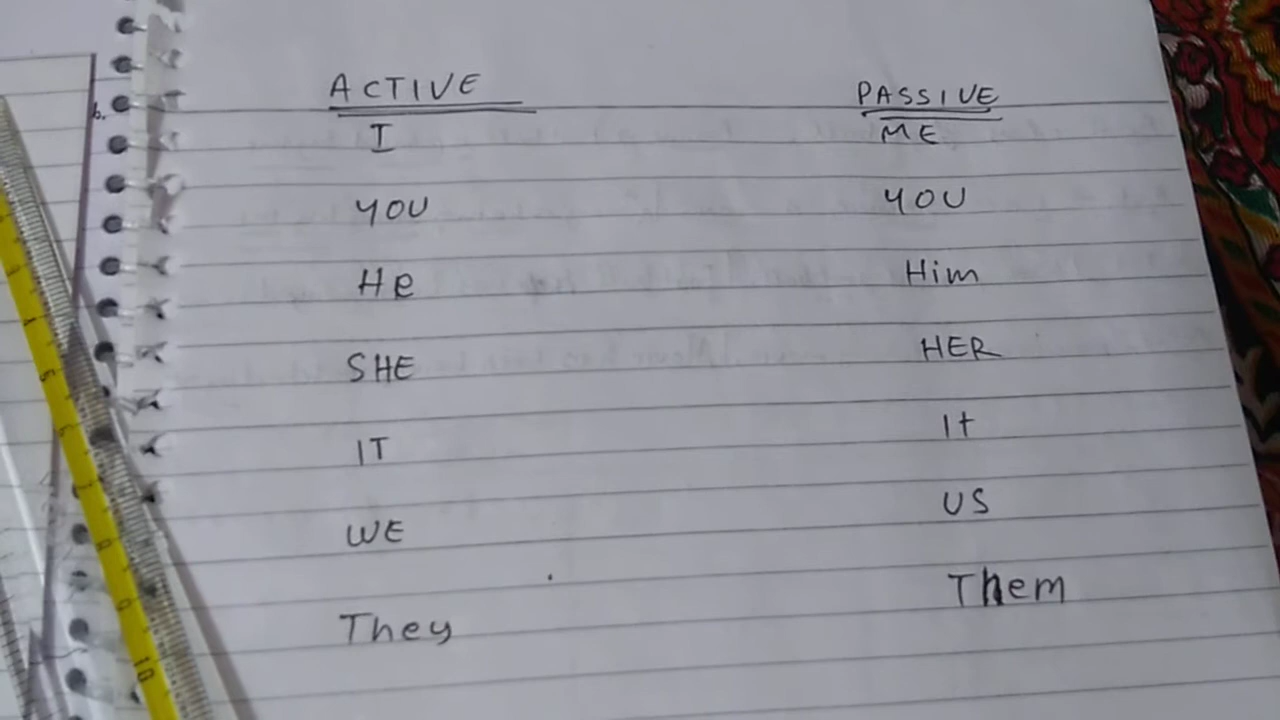 ACTIVE PASSIVE
I ME
YOU YOU
He Him
SHE HER
IT It
WE US
They Them